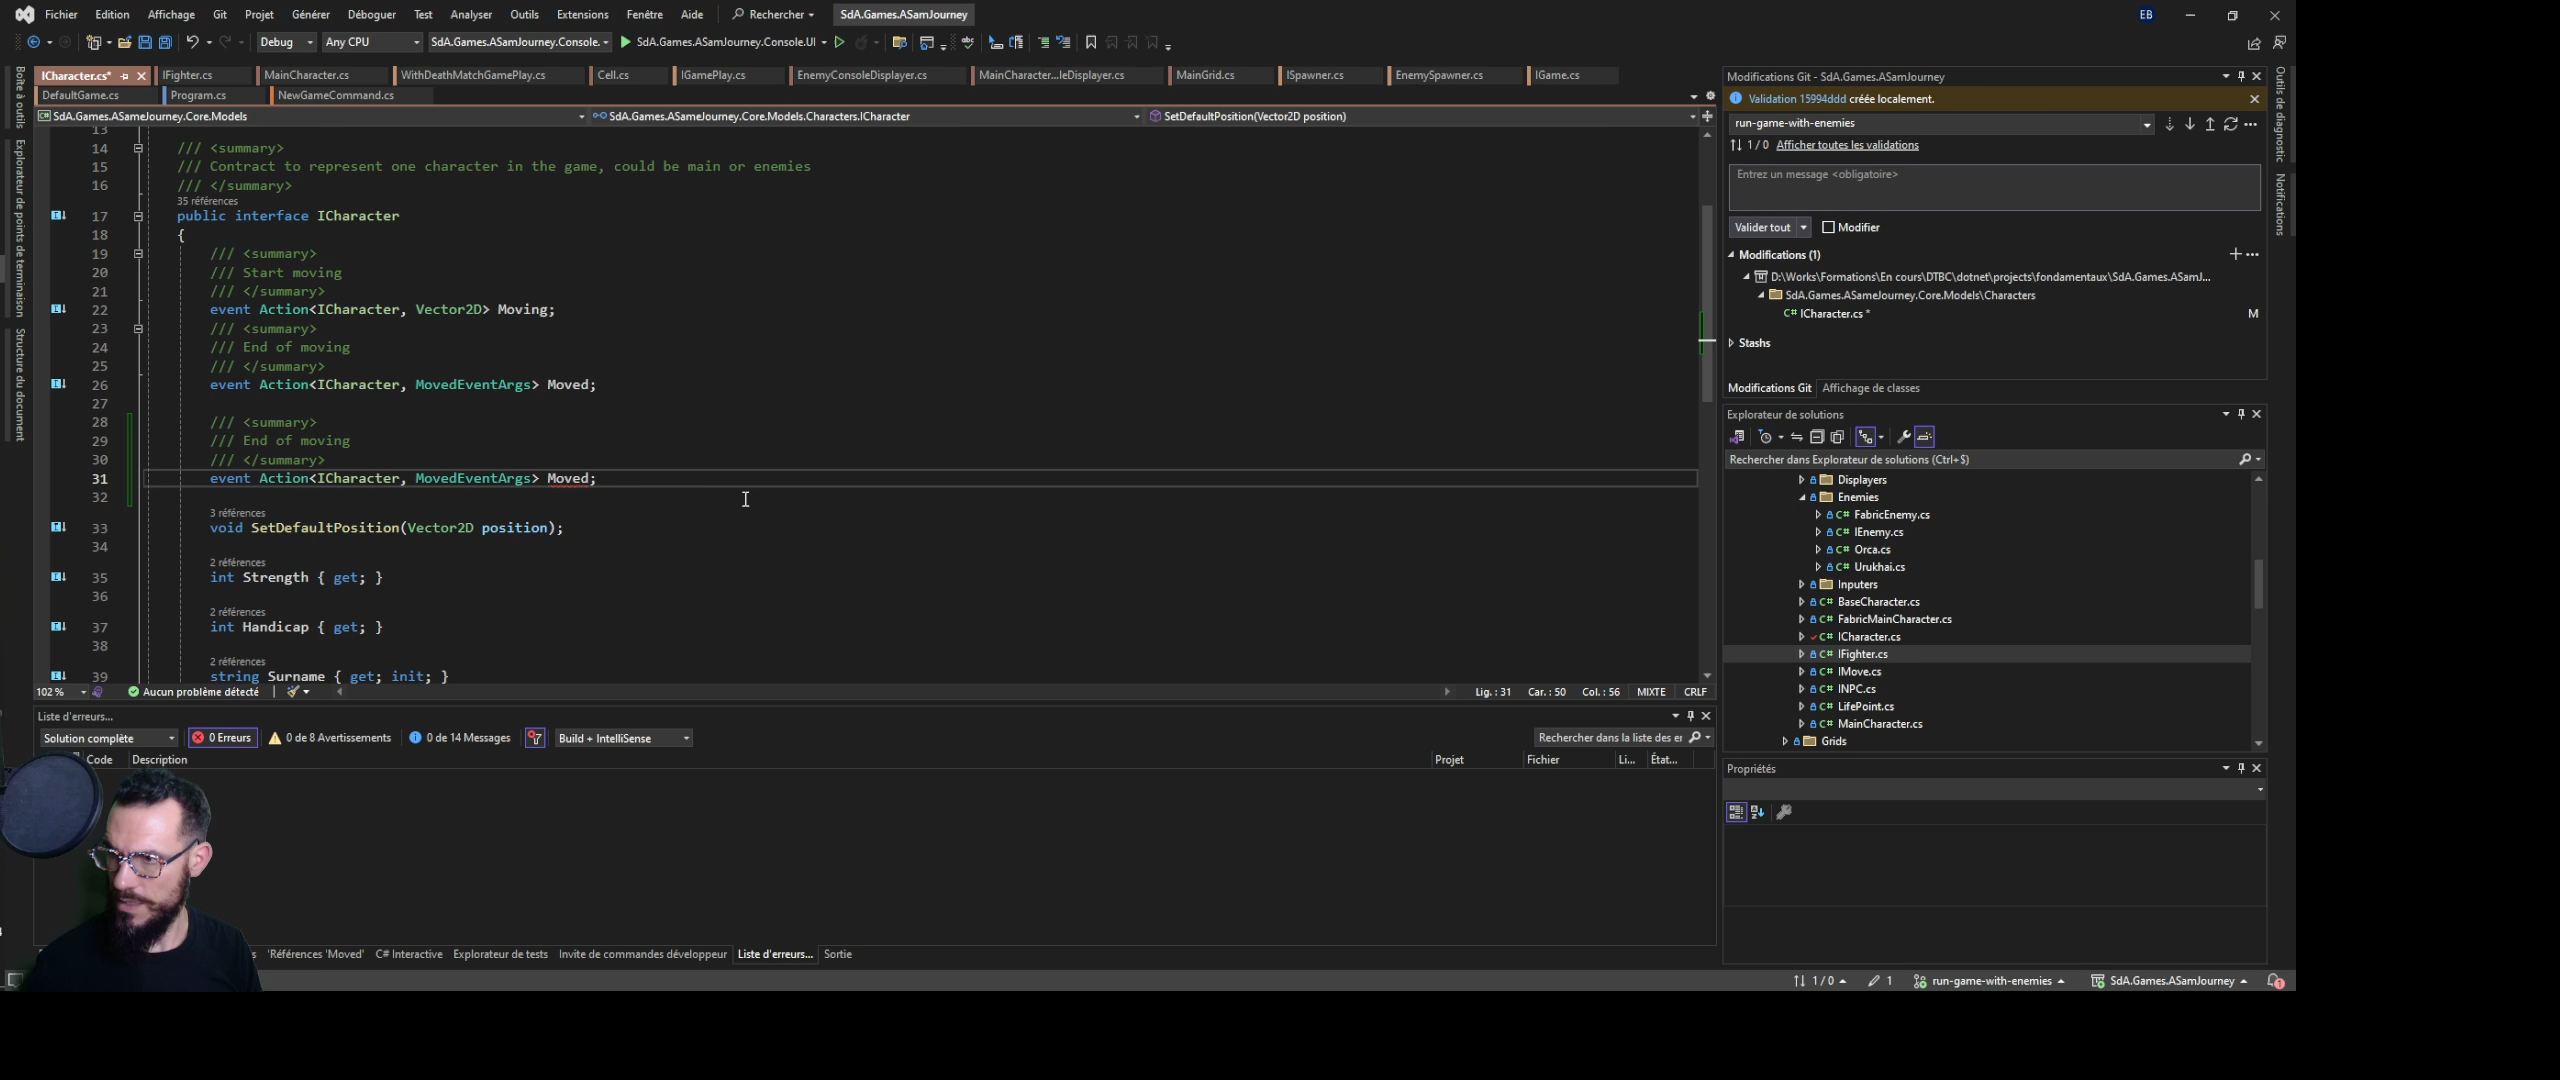 Fichier Edition Affichage Git Projet Générer Déboguer Test Analyser Outils Extensions Fenêtre Aide Rechercher SdA.Games.ASamJourney EB
Debug Any CPU SdA.Games.ASamJourney.Console. SdA.Games.ASamJourney.Console.UI
ICharacter.cs* IFighter.cs MainCharacter.cs WithDeathMatchGamePlay.cs Cell.cs IGamePlay.cs EnemyConsoleDisplayer.cs MainCharacter...leDisplayer.cs MainGrid.cs ISpawner.cs EnemySpawner.cs IGame.cs
DefaultGame.cs Program.cs NewGameCommand.cs
SdA.Games.ASameJourney.Core.Models SdA.Games.ASameJourney.Core.Models.Characters.ICharacter SetDefaultPosition(Vector2D position)
13
14 /// <summary>
15 /// Contract to represent one character in the game, could be main or enemies
16 /// </summary>
35 références
17 public interface ICharacter
18 {
19 /// <summary>
20 /// Start moving
21 /// </summary>
22 event Action<ICharacter, Vector2D> Moving;
23 /// <summary>
24 /// End of moving
25 /// </summary>
26 event Action<ICharacter, MovedEventArgs> Moved;
27
28 /// <summary>
29 /// End of moving
30 /// </summary>
31 event Action<ICharacter, MovedEventArgs> Moved;
32
3 références
33 void SetDefaultPosition(Vector2D position);
34
2 références
35 int Strength { get; }
36
2 références
37 int Handicap { get; }
38
2 références
39 string Surname { get; init; }
102 % Aucun problème détecté Lig. : 31 Car. : 50 Col. : 56 MIXTE CRLF
Liste d'erreurs...
Solution complète 0 Erreurs 0 de 8 Avertissements 0 de 14 Messages Build + IntelliSense Rechercher dans la liste des er
Code Description Projet Fichier Li... État...
'Références 'Moved' C# Interactive Explorateur de tests Invite de commandes développeur Liste d'erreurs... Sortie
Boîte à outils
Explorateur de points de terminaison
Structure du document
Modifications Git - SdA.Games.ASamJourney
Validation 15994ddd créée localement.
run-game-with-enemies
1 / 0 Afficher toutes les validations
Entrez un message <obligatoire>
Valider tout Modifier
Modifications (1)
D:\Works\Formations\En cours\DTBC\dotnet\projects\fondamentaux\SdA.Games.ASamJ...
SdA.Games.ASameJourney.Core.Models\Characters
C# ICharacter.cs * M
Stashs
Modifications Git Affichage de classes
Explorateur de solutions
Rechercher dans Explorateur de solutions (Ctrl+$)
Displayers
Enemies
C# FabricEnemy.cs
C# IEnemy.cs
C# Orca.cs
C# Urukhai.cs
Inputers
C# BaseCharacter.cs
C# FabricMainCharacter.cs
C# ICharacter.cs
C# IFighter.cs
C# IMove.cs
C# INPC.cs
C# LifePoint.cs
C# MainCharacter.cs
Grids
Propriétés
Outils de diagnostic
Notifications
1 / 0 1 run-game-with-enemies SdA.Games.ASamJourney 1